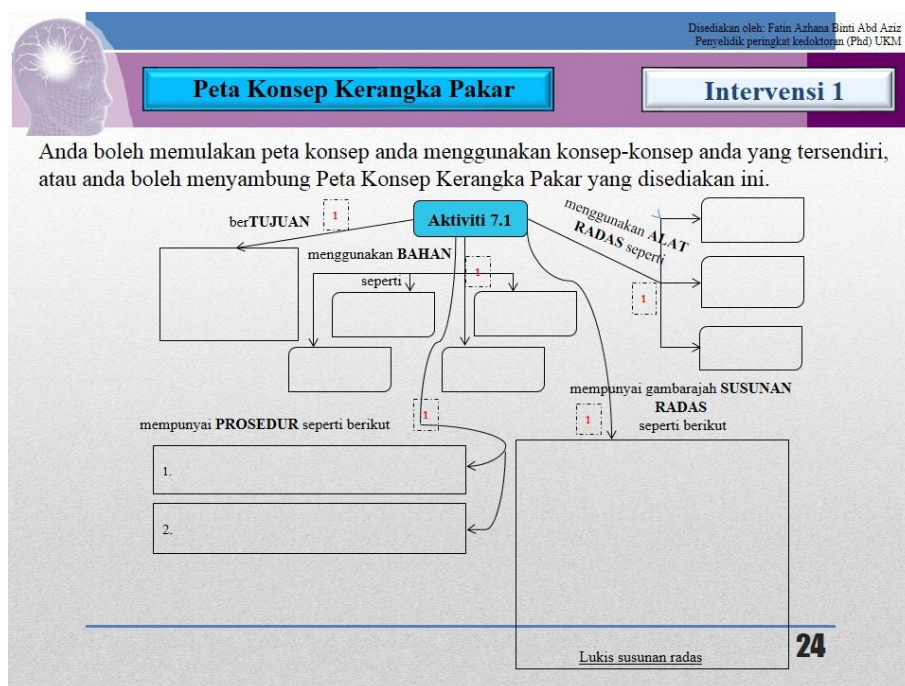 Disediakan oleh: Fatin Azhana Binti Abd Aziz
Penyelidik peringkat kedoktoran (Phd) UKM
Peta Konsep Kerangka Pakar
Intervensi 1
Anda boleh memulakan peta konsep anda menggunakan konsep-konsep anda yang tersendiri,
atau anda boleh menyambung Peta Konsep Kerangka Pakar yang disediakan ini.
berTUJUAN
1
Aktiviti 7.1
menggunakan ALAT
RADAS seperti
1
menggunakan BAHAN
seperti
1
mempunyai PROSEDUR seperti berikut
1
1.
2.
mempunyai gambarajah SUSUNAN
RADAS
seperti berikut
1
Lukis susunan radas
24